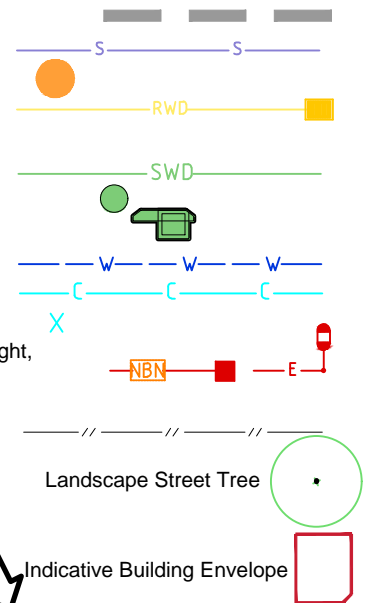 S S
RWD
SWD
W W W
C C C
X
ght,
NBN E
// // //
Landscape Street Tree
Indicative Building Envelope